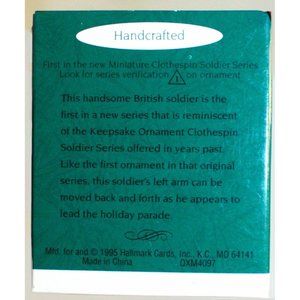 Handcrafted
First in the new Miniature Clothespin Soldier Series
Look for series verification 1 on ornament
This handsome British soldier is the
first in a new series that is reminiscent
of the Keepsake Ornament Clothespin
Soldier Series offered in years past.
Like the first ornament in that original
series, this soldier's left arm can be
moved back and forth as he appears to
lead the holiday parade.
Mfd. for and © 1995 Hallmark Cards, Inc., K.C., MO 64141
Made in China QXM4097